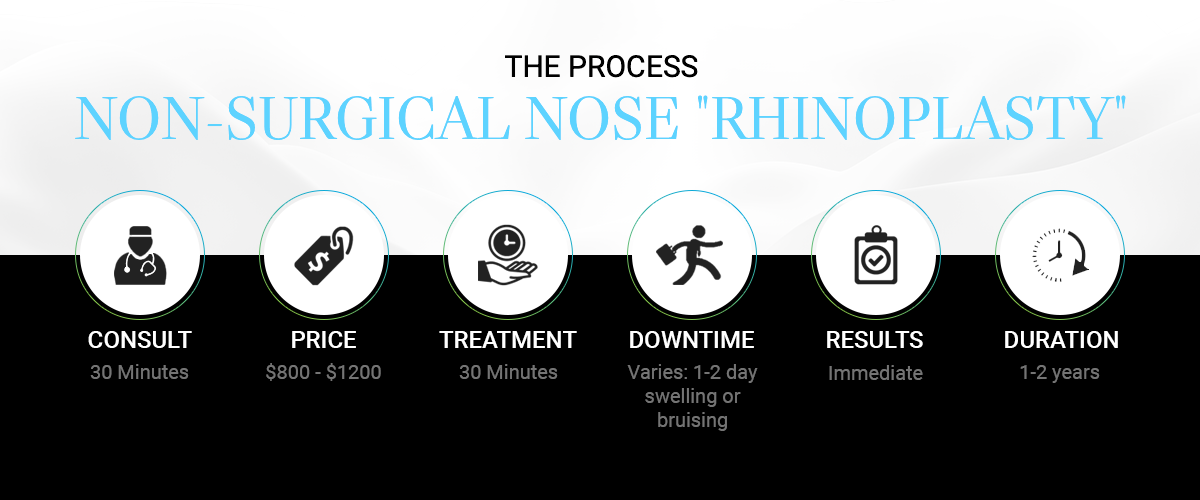 THE PROCESS
NON-SURGICAL NOSE "RHINOPLASTY"
CONSULT
30 Minutes
PRICE
$800 - $1200
TREATMENT
30 Minutes
DOWNTIME
Varies: 1-2 day
swelling or
bruising
RESULTS
Immediate
DURATION
1-2 years